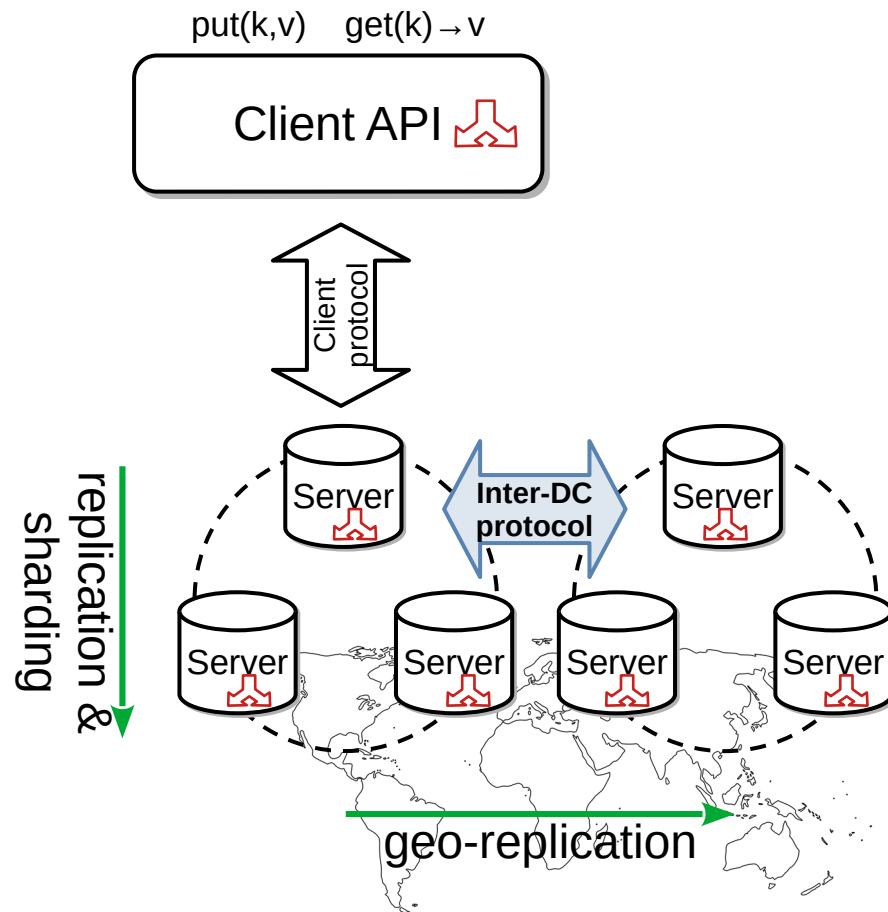 put(k,v) get(k)→v
Client API
Client
protocol
Server
Inter-DC
protocol
Server
replication &
sharding
Server
Server
Server
Server
geo-replication